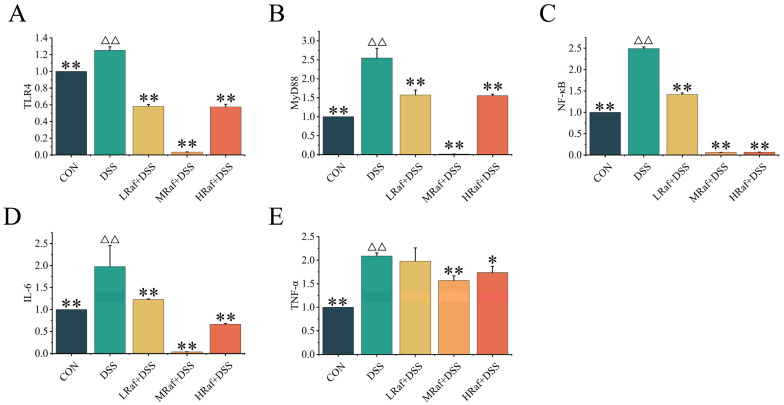 A
TLR4
1.4
1.2
1.0
0.8
0.6
0.4
0.2
0.0
** △△ ** ** **
CON DSS LRaf+DSS MRaf+DSS HRaf+DSS
B
MyD88
3.0
2.5
2.0
1.5
1.0
0.5
0.0
** △△ ** ** **
CON DSS LRaf+DSS MRaf+DSS HRaf+DSS
C
NF-κB
2.5
2.0
1.5
1.0
0.5
0.0
** △△ ** ** **
CON DSS LRaf+DSS MRaf+DSS HRaf+DSS
D
IL-6
2.5
2.0
1.5
1.0
0.5
0.0
** △△ ** ** **
CON DSS LRaf+DSS MRaf+DSS HRaf+DSS
E
TNF-α
2.5
2.0
1.5
1.0
0.5
0.0
** △△ ** *
CON DSS LRaf+DSS MRaf+DSS HRaf+DSS